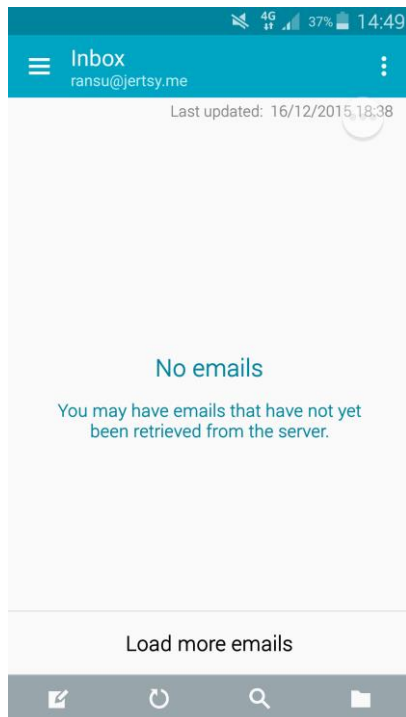 4G 37% 14:49
Inbox
ransu@jertsy.me
Last updated: 16/12/2015 18:38
No emails
You may have emails that have not yet
been retrieved from the server.
Load more emails